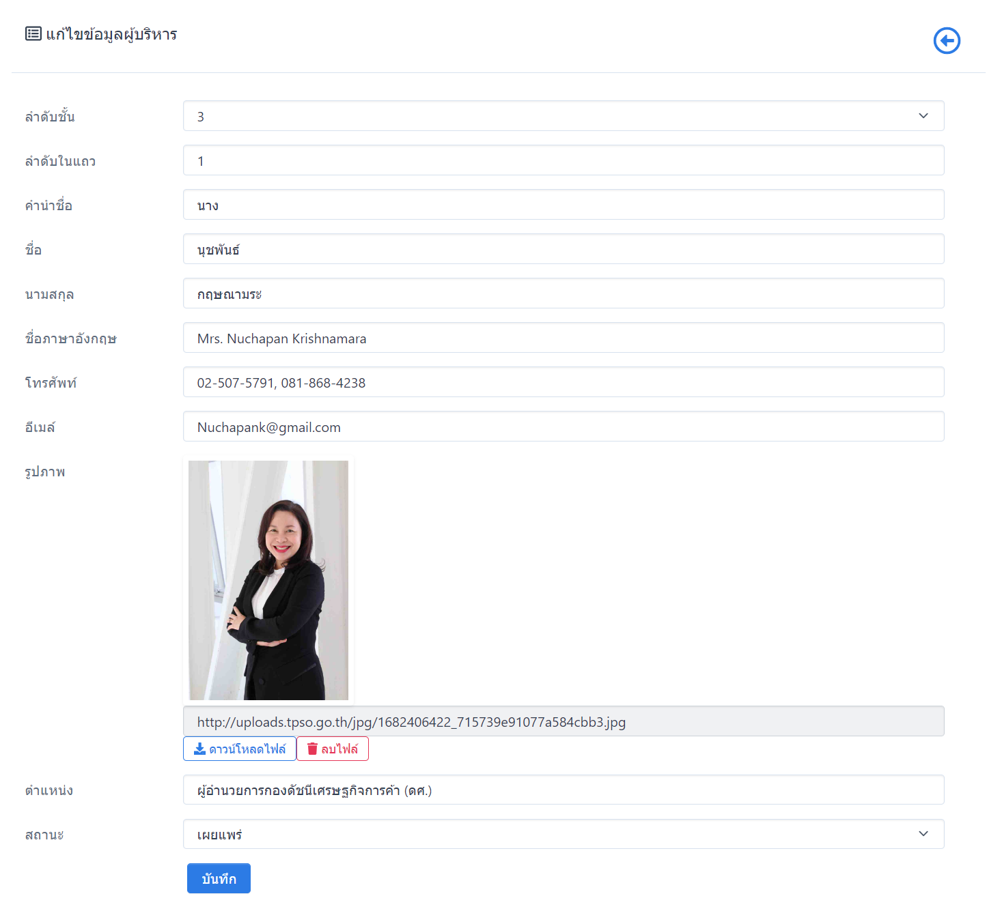 แก้ไขข้อมูลผู้บริหาร
ลำดับชั้น 3
ลำดับในแถว 1
คำนำชื่อ นาง
ชื่อ นุชพันธ์
นามสกุล กฤษณามระ
ชื่อภาษาอังกฤษ Mrs. Nuchapan Krishnamara
โทรศัพท์ 02-507-5791, 081-868-4238
อีเมล์ Nuchapank@gmail.com
รูปภาพ
http://uploads.tpso.go.th/jpg/1682406422_715739e91077a584cbb3.jpg
ดาวน์โหลดไฟล์ ลบไฟล์
ตำแหน่ง ผู้อำนวยการกองดัชนีเศรษฐกิจการค้า (ดศ.)
สถานะ เผยแพร่
บันทึก